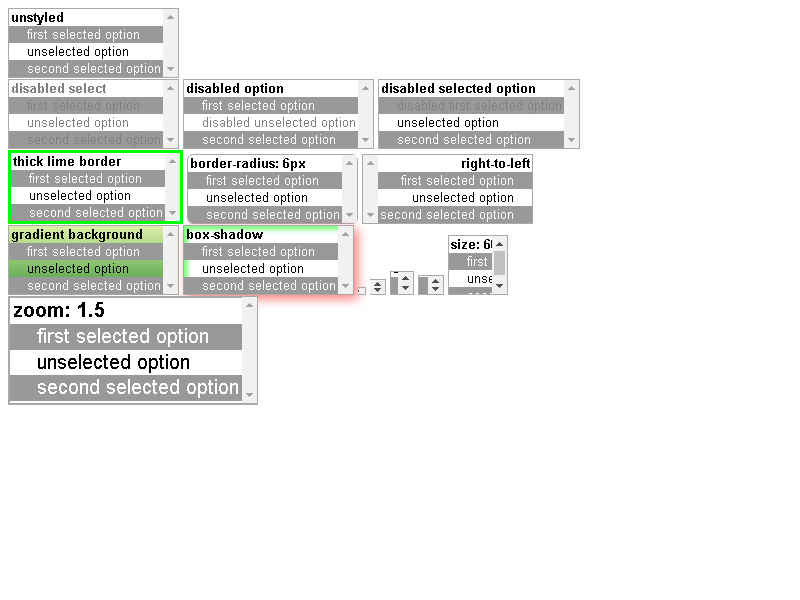 unstyled
first selected option
unselected option
second selected option
disabled select
first selected option
unselected option
second selected option
disabled option
first selected option
disabled unselected option
second selected option
disabled selected option
disabled first selected option
unselected option
second selected option
thick lime border
first selected option
unselected option
second selected option
border-radius: 6px
first selected option
unselected option
second selected option
right-to-left
first selected option
unselected option
second selected option
gradient background
first selected option
unselected option
second selected option
box-shadow
first selected option
unselected option
second selected option
size:
first
zoom: 1.5
first selected option
unselected option
second selected option